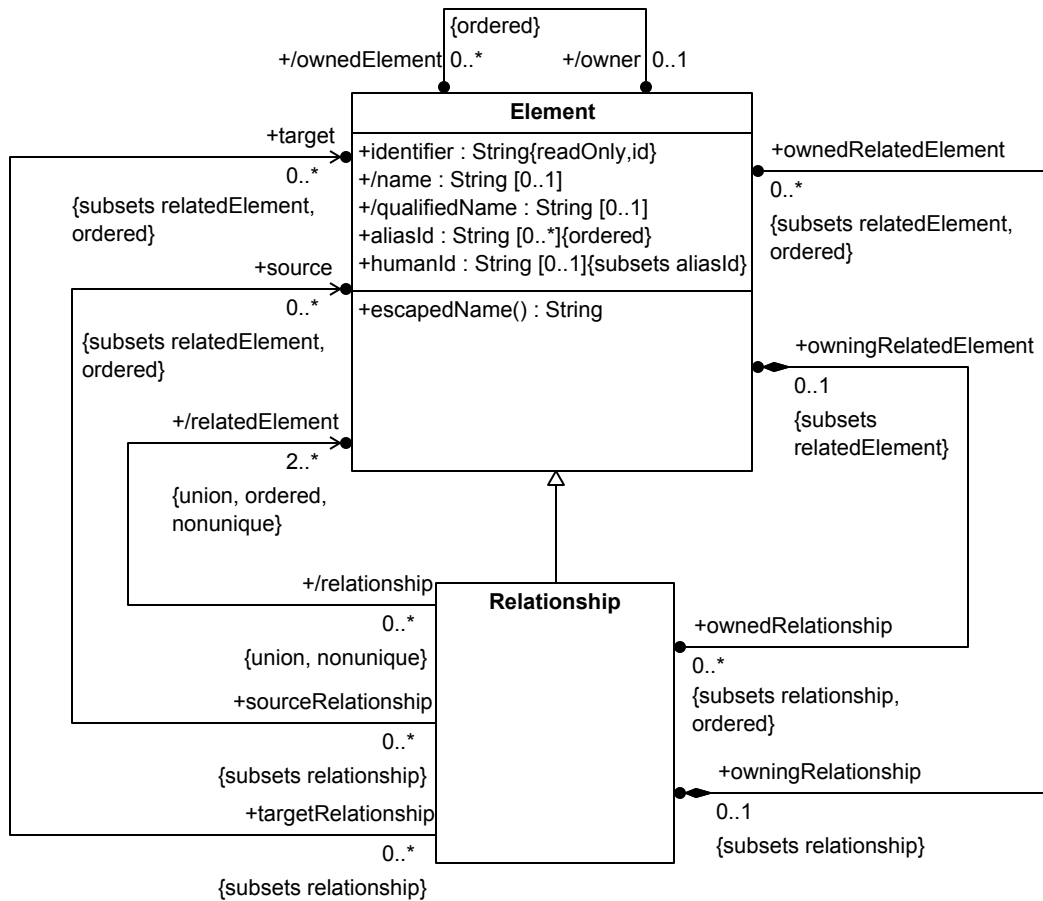 {ordered}
+/ownedElement 0..* +/owner 0..1
Element
+identifier : String{readOnly,id}
+/name : String [0..1]
+/qualifiedName : String [0..1]
+aliasId : String [0..*]{ordered}
+humanId : String [0..1]{subsets aliasId}
+escapedName() : String
+target
0..*
{subsets relatedElement,
ordered}
+source
0..*
{subsets relatedElement,
ordered}
+/relatedElement
2..*
{union, ordered,
nonunique}
+ownedRelatedElement
0..*
{subsets relatedElement,
ordered}
+owningRelatedElement
0..1
{subsets
relatedElement}
Relationship
+/relationship
0..*
{union, nonunique}
+sourceRelationship
0..*
{subsets relationship}
+targetRelationship
0..*
{subsets relationship}
+ownedRelationship
0..*
{subsets relationship,
ordered}
+owningRelationship
0..1
{subsets relationship}